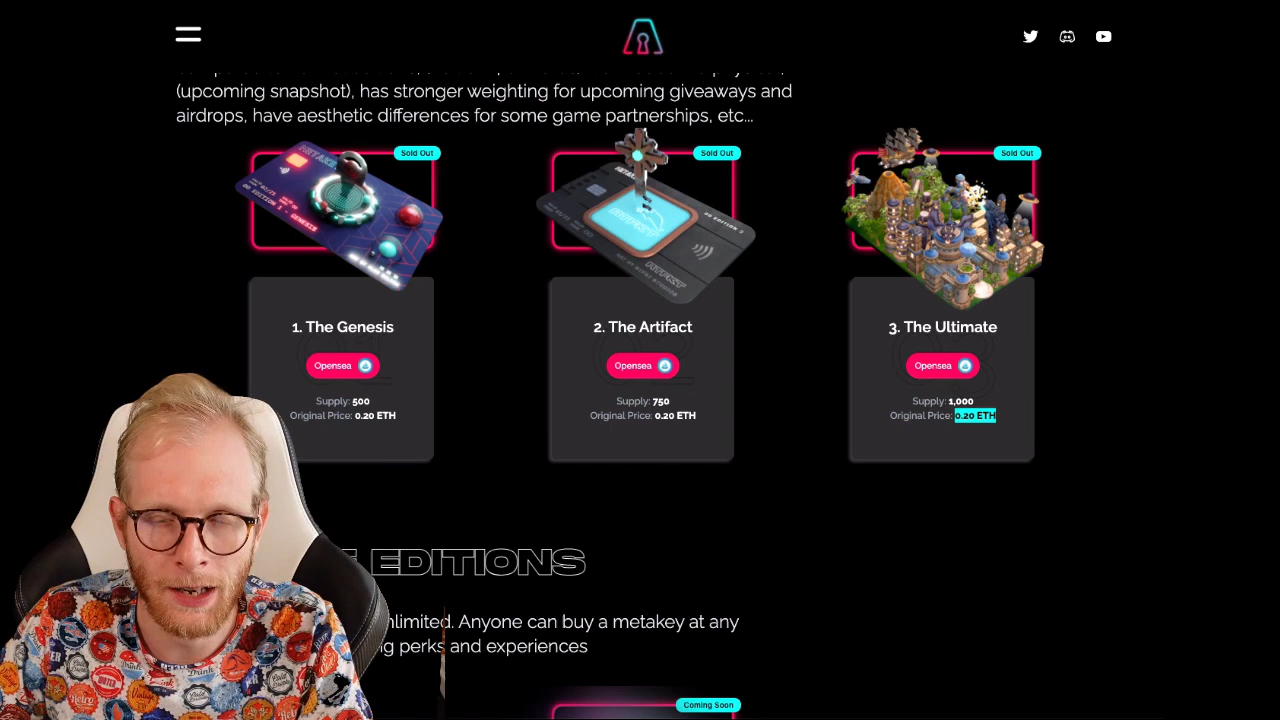 (upcoming snapshot), has stronger weighting for upcoming giveaways and
airdrops, have aesthetic differences for some game partnerships, etc...
Sold Out
Sold Out
Sold Out
1. The Genesis
2. The Artifact
3. The Ultimate
Opensea
Opensea
Opensea
Supply: 500
Supply: 750
Supply: 1,000
Original Price: 0.20 ETH
Original Price: 0.20 ETH
Original Price: 0.20 ETH
EDITIONS
nlimited. Anyone can buy a metakey at any
perks and experiences
Coming Soon